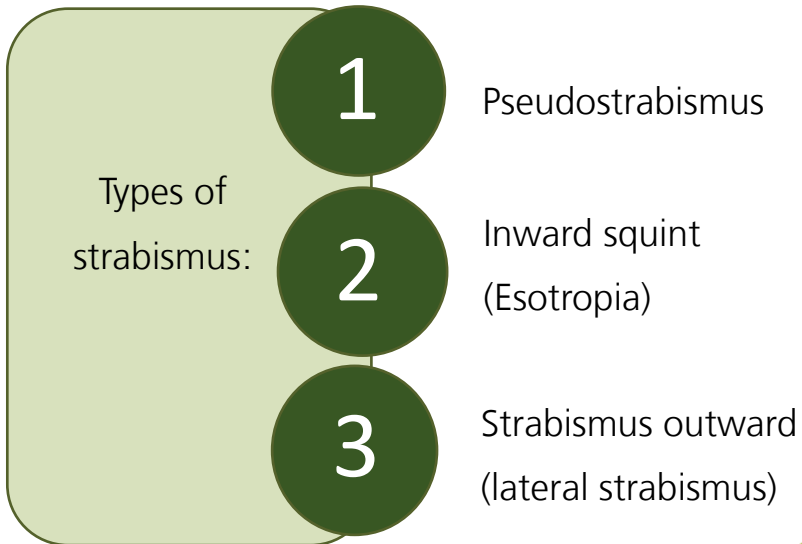 Types of
strabismus:
1
Pseudostrabismus
2
Inward squint
(Esotropia)
3
Strabismus outward
(lateral strabismus)